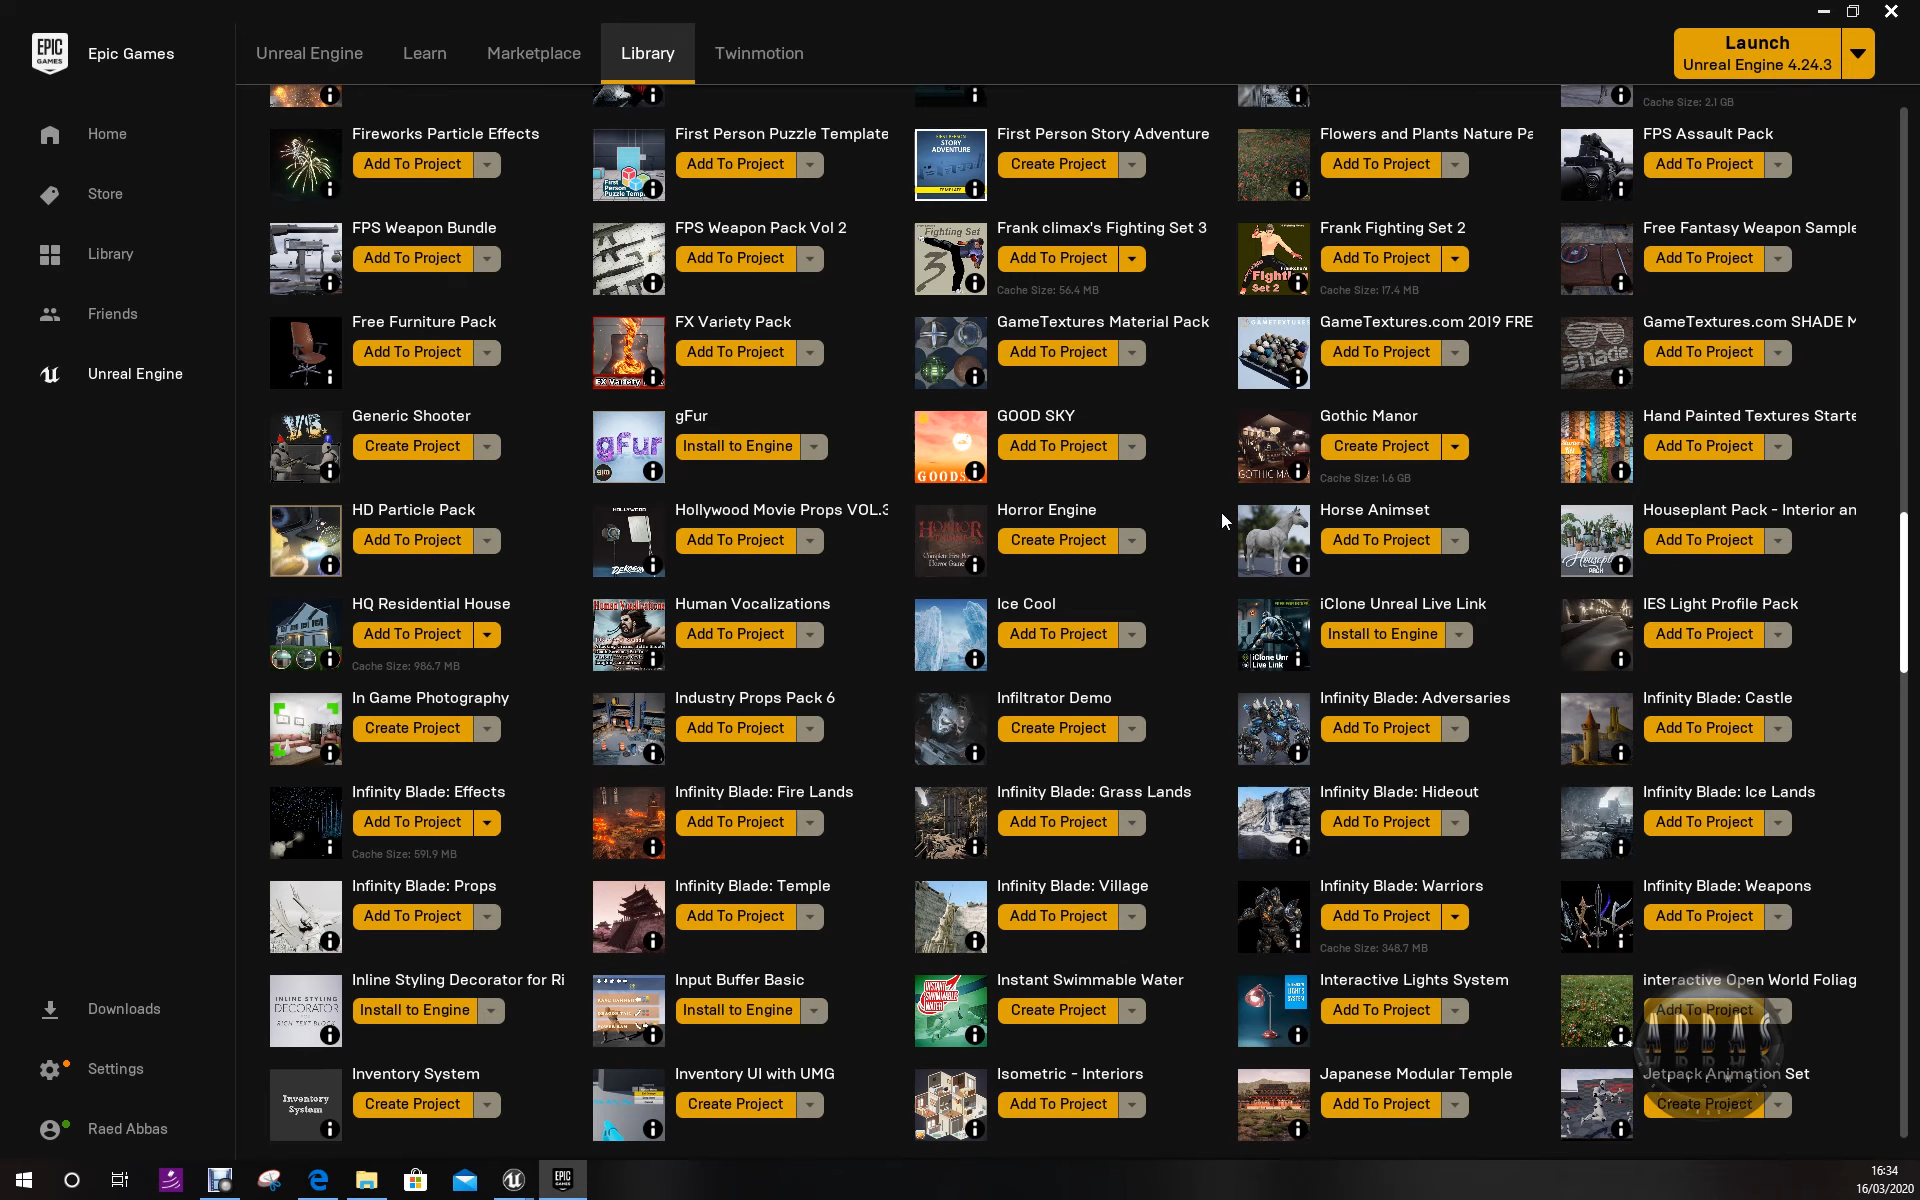 EPIC GAMES
Epic Games
Unreal Engine
Learn
Marketplace
Library
Twinmotion
Launch
Unreal Engine 4.24.3
Home
Store
Library
Friends
Unreal Engine
Downloads
Settings
Raed Abbas
Cache Size: 2.1 GB
Fireworks Particle Effects
Add To Project
First Person Puzzle Template
Add To Project
First Person Story Adventure
Create Project
Flowers and Plants Nature Pa
Add To Project
FPS Assault Pack
Add To Project
FPS Weapon Bundle
Add To Project
FPS Weapon Pack Vol 2
Add To Project
Frank climax's Fighting Set 3
Add To Project
Cache Size: 56.4 MB
Frank Fighting Set 2
Add To Project
Cache Size: 17.4 MB
Free Fantasy Weapon Sample
Add To Project
Free Furniture Pack
Add To Project
FX Variety Pack
Add To Project
GameTextures Material Pack
Add To Project
GameTextures.com 2019 FRE
Add To Project
GameTextures.com SHADE M
Add To Project
Generic Shooter
Create Project
gFur
Install to Engine
GOOD SKY
Add To Project
Gothic Manor
Create Project
Cache Size: 1.6 GB
Hand Painted Textures Starte
Add To Project
HD Particle Pack
Add To Project
Hollywood Movie Props VOL.3
Add To Project
Horror Engine
Create Project
Horse Animset
Add To Project
Houseplant Pack - Interior an
Add To Project
HQ Residential House
Add To Project
Cache Size: 986.7 MB
Human Vocalizations
Add To Project
Ice Cool
Add To Project
iClone Unreal Live Link
Install to Engine
IES Light Profile Pack
Add To Project
In Game Photography
Create Project
Industry Props Pack 6
Add To Project
Infiltrator Demo
Create Project
Infinity Blade: Adversaries
Add To Project
Infinity Blade: Castle
Add To Project
Infinity Blade: Effects
Add To Project
Cache Size: 591.9 MB
Infinity Blade: Fire Lands
Add To Project
Infinity Blade: Grass Lands
Add To Project
Infinity Blade: Hideout
Add To Project
Infinity Blade: Ice Lands
Add To Project
Infinity Blade: Props
Add To Project
Infinity Blade: Temple
Add To Project
Infinity Blade: Village
Add To Project
Infinity Blade: Warriors
Add To Project
Cache Size: 348.7 MB
Infinity Blade: Weapons
Add To Project
Inline Styling Decorator for Ri
Install to Engine
Input Buffer Basic
Install to Engine
Instant Swimmable Water
Create Project
Interactive Lights System
Add To Project
interactive Open World Foliag
Add To Project
ABBAS
Inventory System
Create Project
Inventory UI with UMG
Create Project
Isometric - Interiors
Add To Project
Japanese Modular Temple
Add To Project
Jetpack Animation Set
Create Project
16:34
16/03/2020